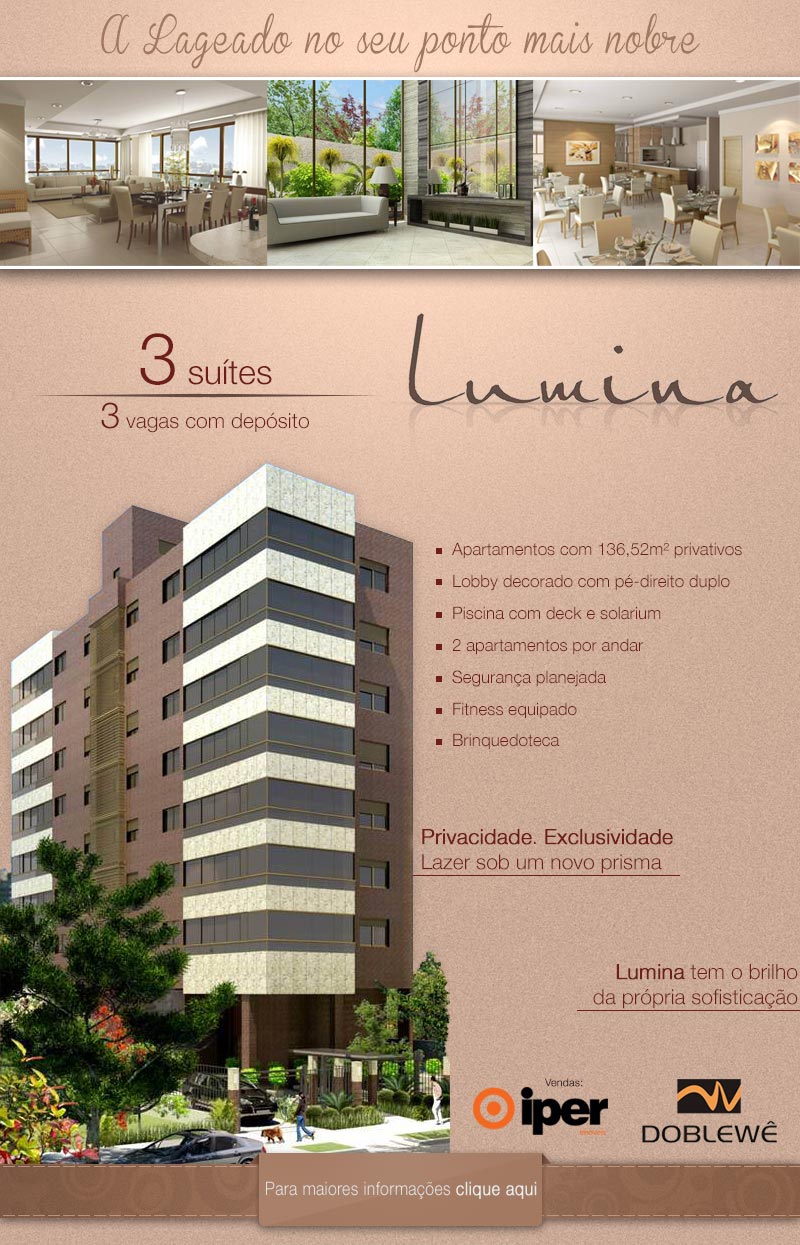 A Lageado no seu ponto mais nobre
3 suítes
3 vagas com depósito
Lumina
Apartamentos com 136,52m² privativos
Lobby decorado com pé-direito duplo
Piscina com deck e solarium
2 apartamentos por andar
Segurança planejada
Fitness equipado
Brinquedoteca
Privacidade. Exclusividade
Lazer sob um novo prisma
Lumina tem o brilho
da própria sofisticação
Vendas:
iper
imóveis
DOBLEWÊ
Para maiores informações clique aqui